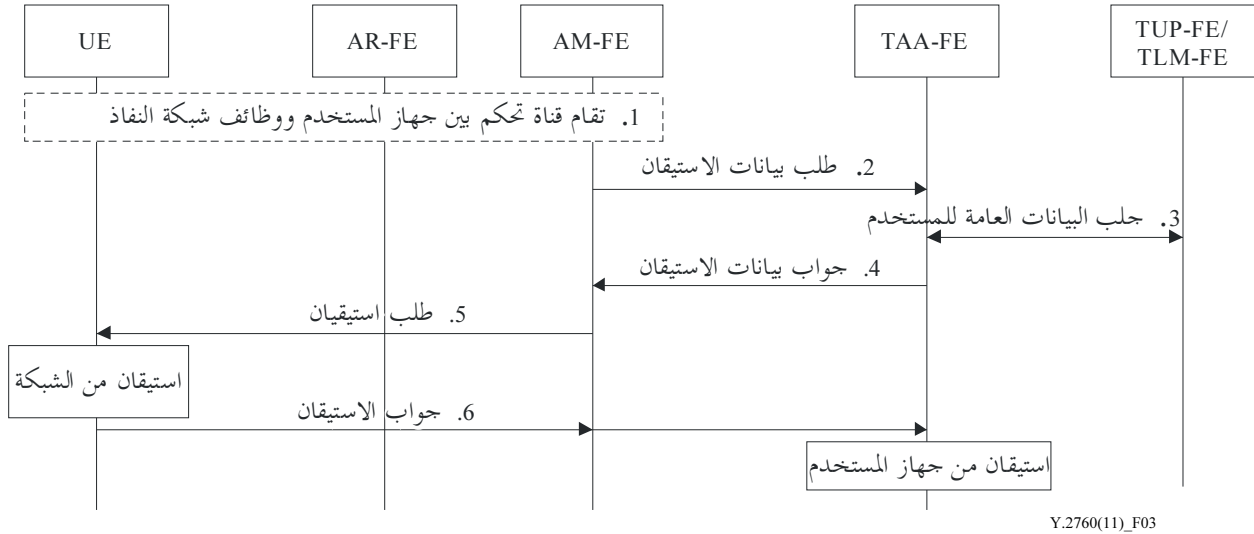 UE
AR-FE
AM-FE
TAA-FE
TUP-FE/
TLM-FE
1. تقام قناة تحكم بين جهاز المستخدم ووظائف شبكة النفاذ
2. طلب بيانات الاستيقان
3. جلب البيانات العامة للمستخدم
4. جواب بيانات الاستيقان
5. طلب استيقيان
استيقان من الشبكة
6. جواب الاستيقان
استيقان من جهاز المستخدم
Y.2760(11)_F03